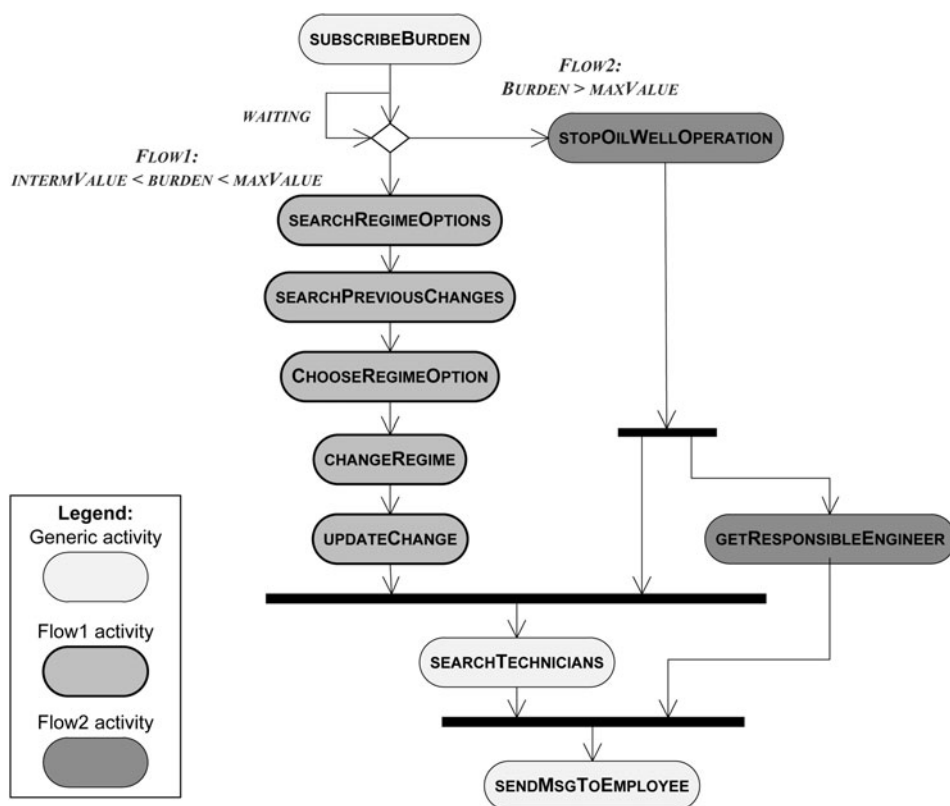 SUBSCRIBEBURDEN
FLOW2:
BURDEN > MAXVALUE
WAITING
STOPOILWELLOPERATION
FLOW1:
INTERMVALUE < BURDEN < MAXVALUE
SEARCHREGIMEOPTIONS
SEARCHPREVIOUSCHANGES
CHOOSEREGIMEOPTION
CHANGEREGIME
UPDATECHANGE
GETRESPONSIBLEENGINEER
SEARCHTECHNICIANS
SENDMSGTOEMPLOYEE
Legend:
Generic activity
Flow1 activity
Flow2 activity